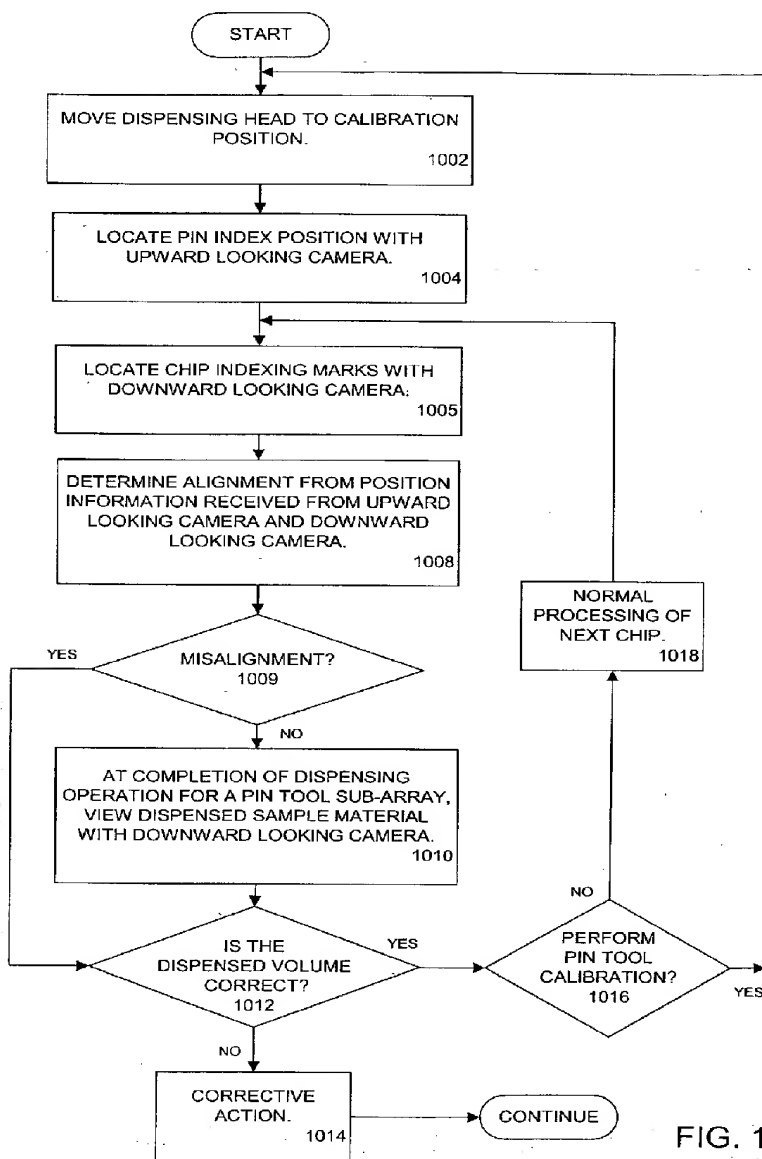 START
MOVE DISPENSING HEAD TO CALIBRATION
POSITION.
1002
LOCATE PIN INDEX POSITION WITH
UPWARD LOOKING CAMERA.
1004
LOCATE CHIP INDEXING MARKS WITH
DOWNWARD LOOKING CAMERA.
1005
DETERMINE ALIGNMENT FROM POSITION
INFORMATION RECEIVED FROM UPWARD
LOOKING CAMERA AND DOWNWARD
LOOKING CAMERA.
1008
NORMAL
PROCESSING OF
NEXT CHIP.
1018
YES
MISALIGNMENT?
1009
NO
AT COMPLETION OF DISPENSING
OPERATION FOR A PIN TOOL SUB-ARRAY,
VIEW DISPENSED SAMPLE MATERIAL
WITH DOWNWARD LOOKING CAMERA.
1010
NO
IS THE
DISPENSED VOLUME
CORRECT?
1012
YES
PERFORM
PIN TOOL
CALIBRATION?
1016
YES
NO
CORRECTIVE
ACTION.
1014
CONTINUE
FIG. 1